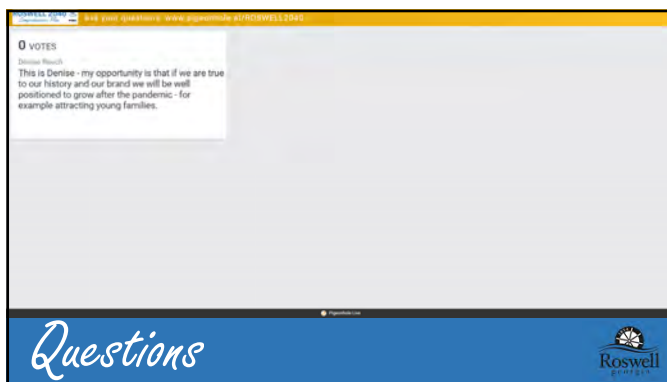 ROSWELL 2040
Comprehensive Plan
Ask your questions: www.pigeonhole.at/ROSWELL2040
0 VOTES
Denise Rouch
This is Denise - my opportunity is that if we are true
to our history and our brand we will be well
positioned to grow after the pandemic - for
example attracting young families.
Pigeonhole Live
Questions
Roswell
georgia